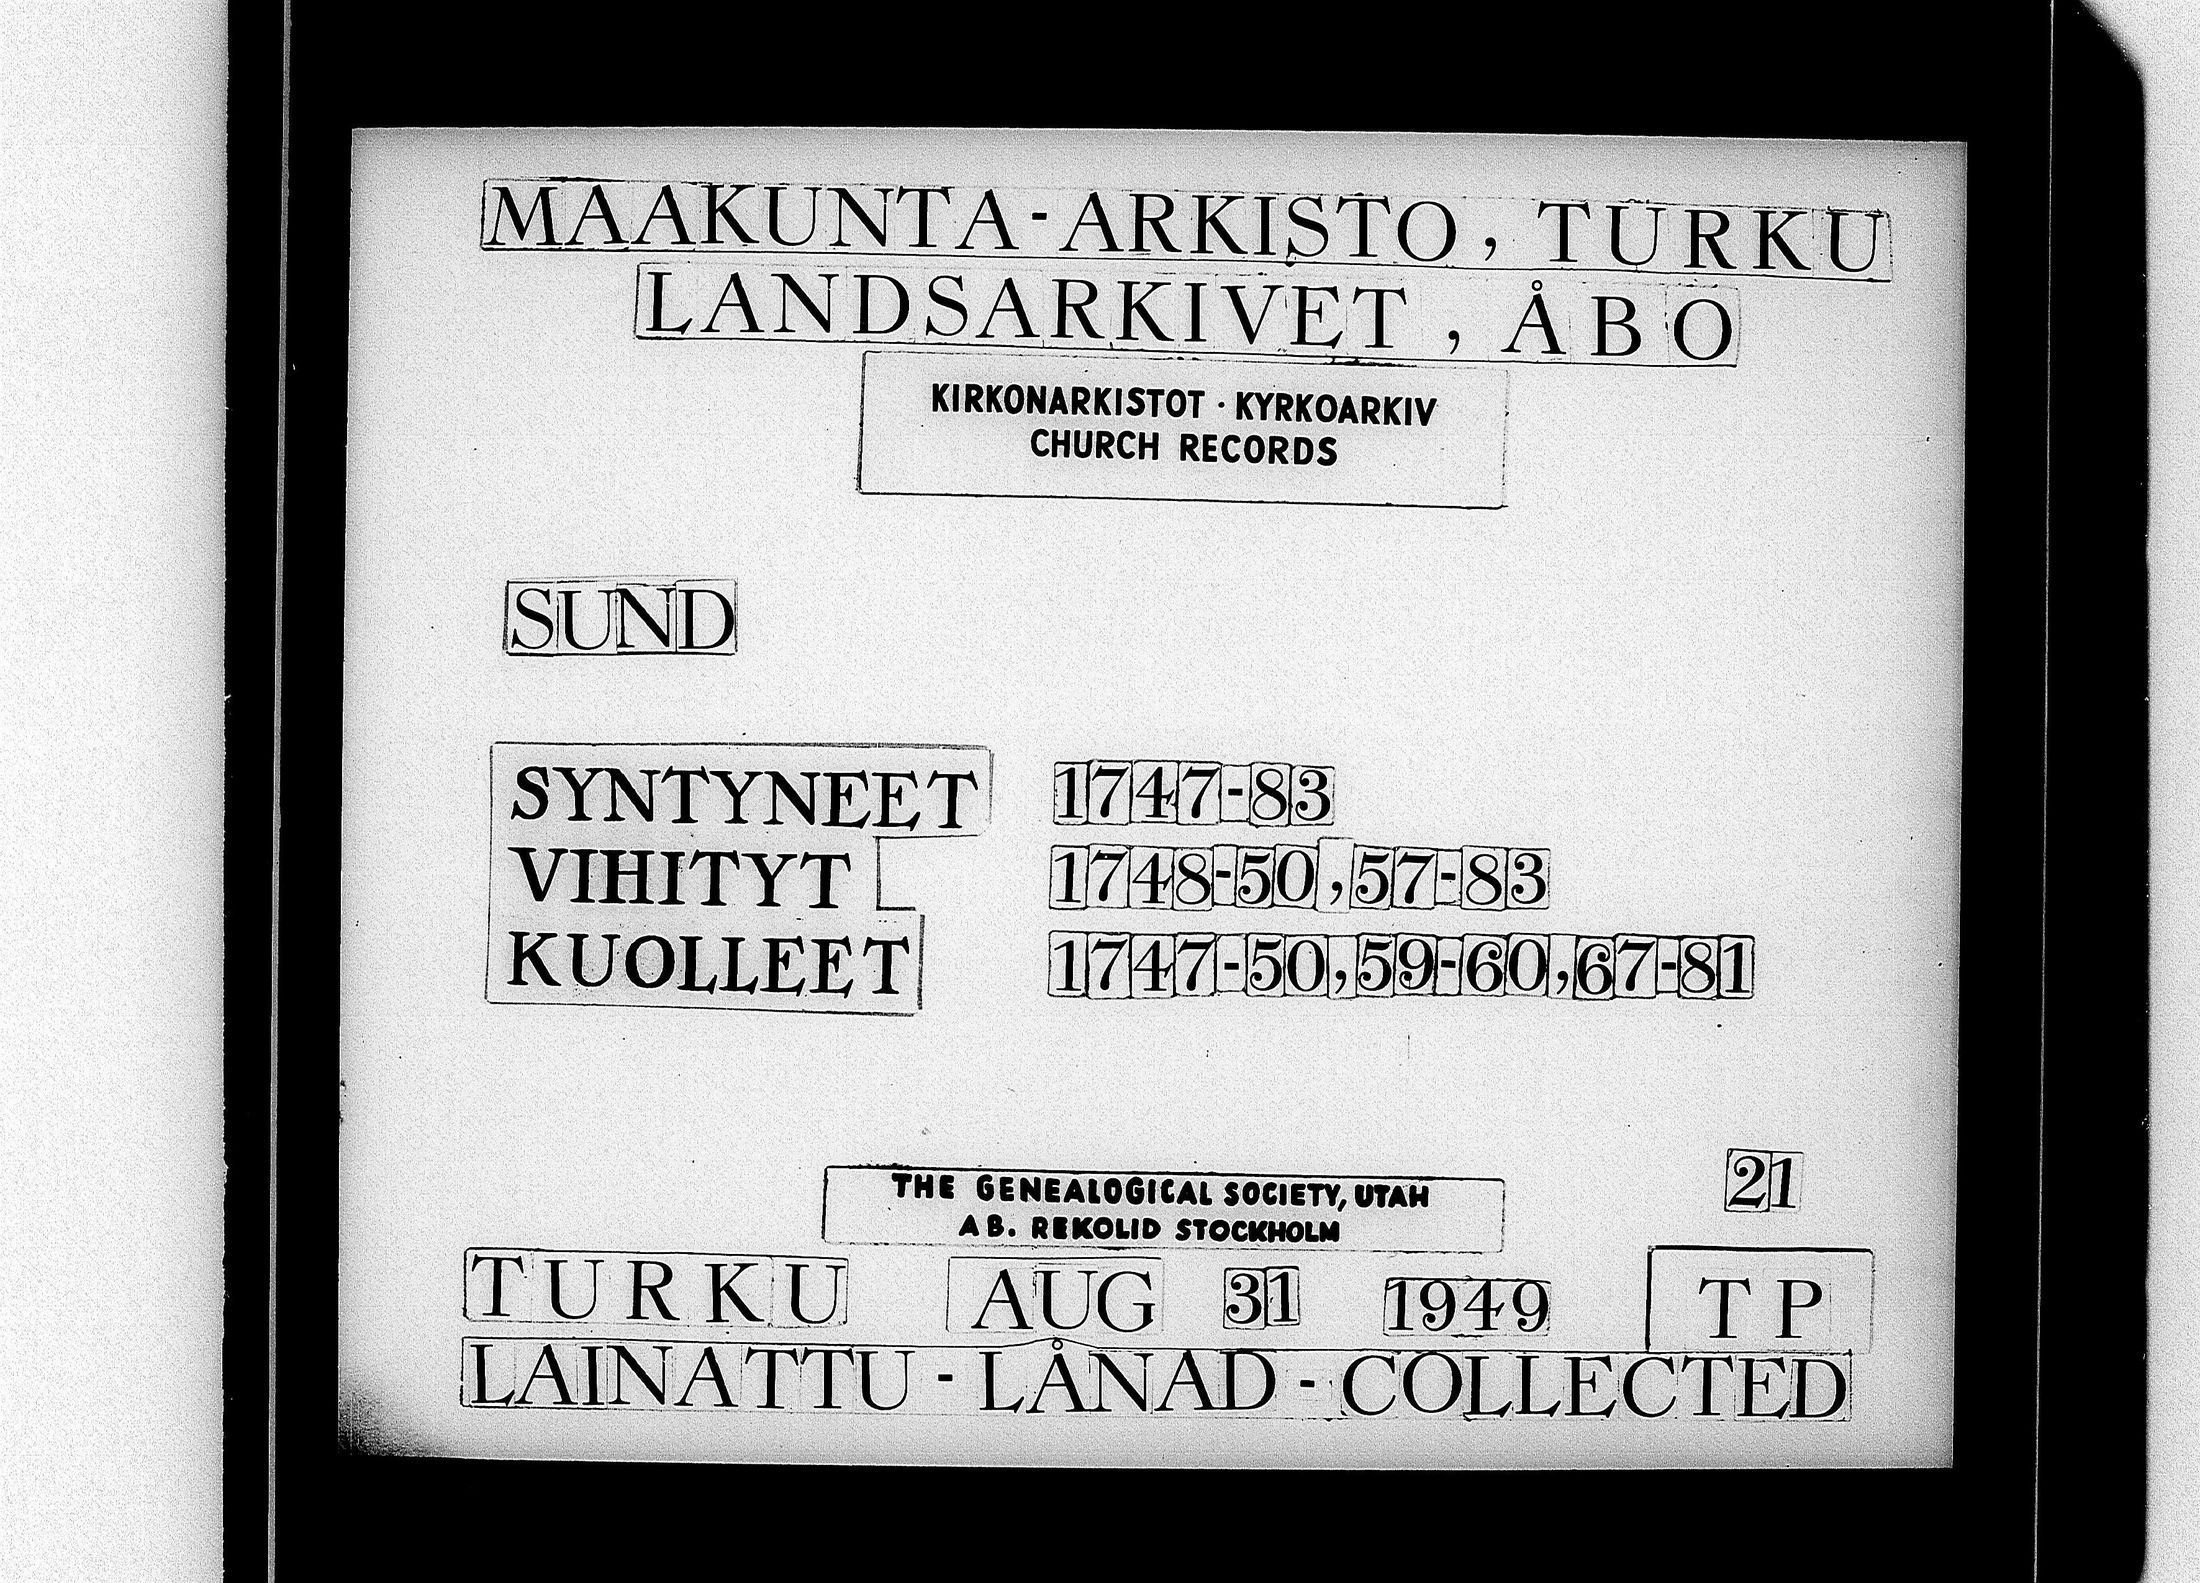 MAAKUNTA-ARKISTO, TURKU
LANDSARKIVET, ÅBO
KIRKONARKISTOT · KYRKOARKIV
CHURCH RECORDS
SUND
SYNTYNEET 1747-83
VIHITYT 1748-50,57-83
KUOLLEET 1747-50,59-60,67-81
21
THE GENEALOGICAL SOCIETY, UTAH
AB. REKOLID STOCKHOLM
TURKU AUG 31 1949 TP
LAINATTU-LÅNAD-COLLECTED